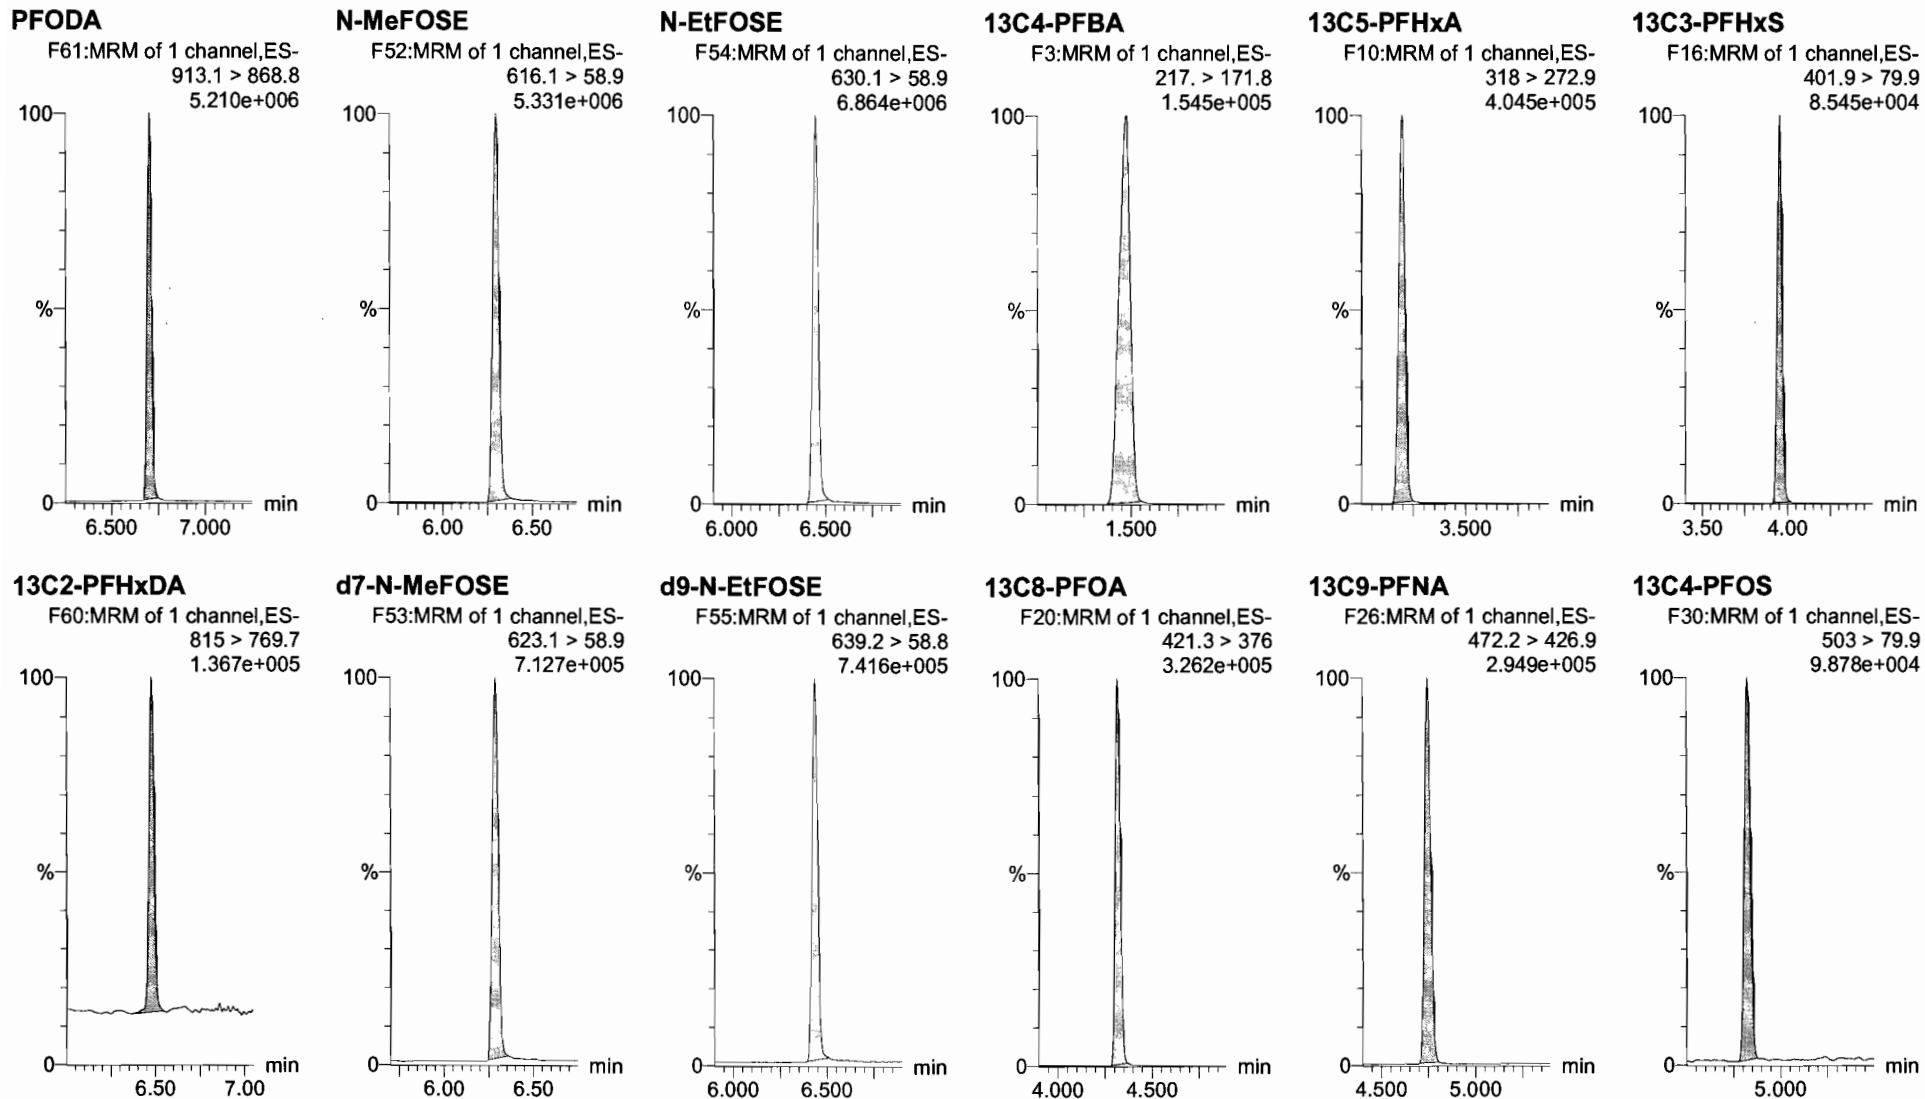 PFODA
F61:MRM of 1 channel,ES-
913.1 > 868.8
5.210e+006
100
%
0
min
6.500 7.000
N-MeFOSE
F52:MRM of 1 channel,ES-
616.1 > 58.9
5.331e+006
100
%
0
min
6.00 6.50
N-EtFOSE
F54:MRM of 1 channel,ES-
630.1 > 58.9
6.864e+006
100
%
0
min
6.000 6.500
13C4-PFBA
F3:MRM of 1 channel,ES-
217. > 171.8
1.545e+005
100
%
0
min
1.500
13C5-PFHxA
F10:MRM of 1 channel,ES-
318 > 272.9
4.045e+005
100
%
0
min
3.500
13C3-PFHxS
F16:MRM of 1 channel,ES-
401.9 > 79.9
8.545e+004
100
%
0
min
3.50 4.00
13C2-PFHxDA
F60:MRM of 1 channel,ES-
815 > 769.7
1.367e+005
100
%
0
min
6.50 7.00
d7-N-MeFOSE
F53:MRM of 1 channel,ES-
623.1 > 58.9
7.127e+005
100
%
0
min
6.00 6.50
d9-N-EtFOSE
F55:MRM of 1 channel,ES-
639.2 > 58.8
7.416e+005
100
%
0
min
6.000 6.500
13C8-PFOA
F20:MRM of 1 channel,ES-
421.3 > 376
3.262e+005
100
%
0
min
4.000 4.500
13C9-PFNA
F26:MRM of 1 channel,ES-
472.2 > 426.9
2.949e+005
100
%
0
min
4.500 5.000
13C4-PFOS
F30:MRM of 1 channel,ES-
503 > 79.9
9.878e+004
100
%
0
min
5.000